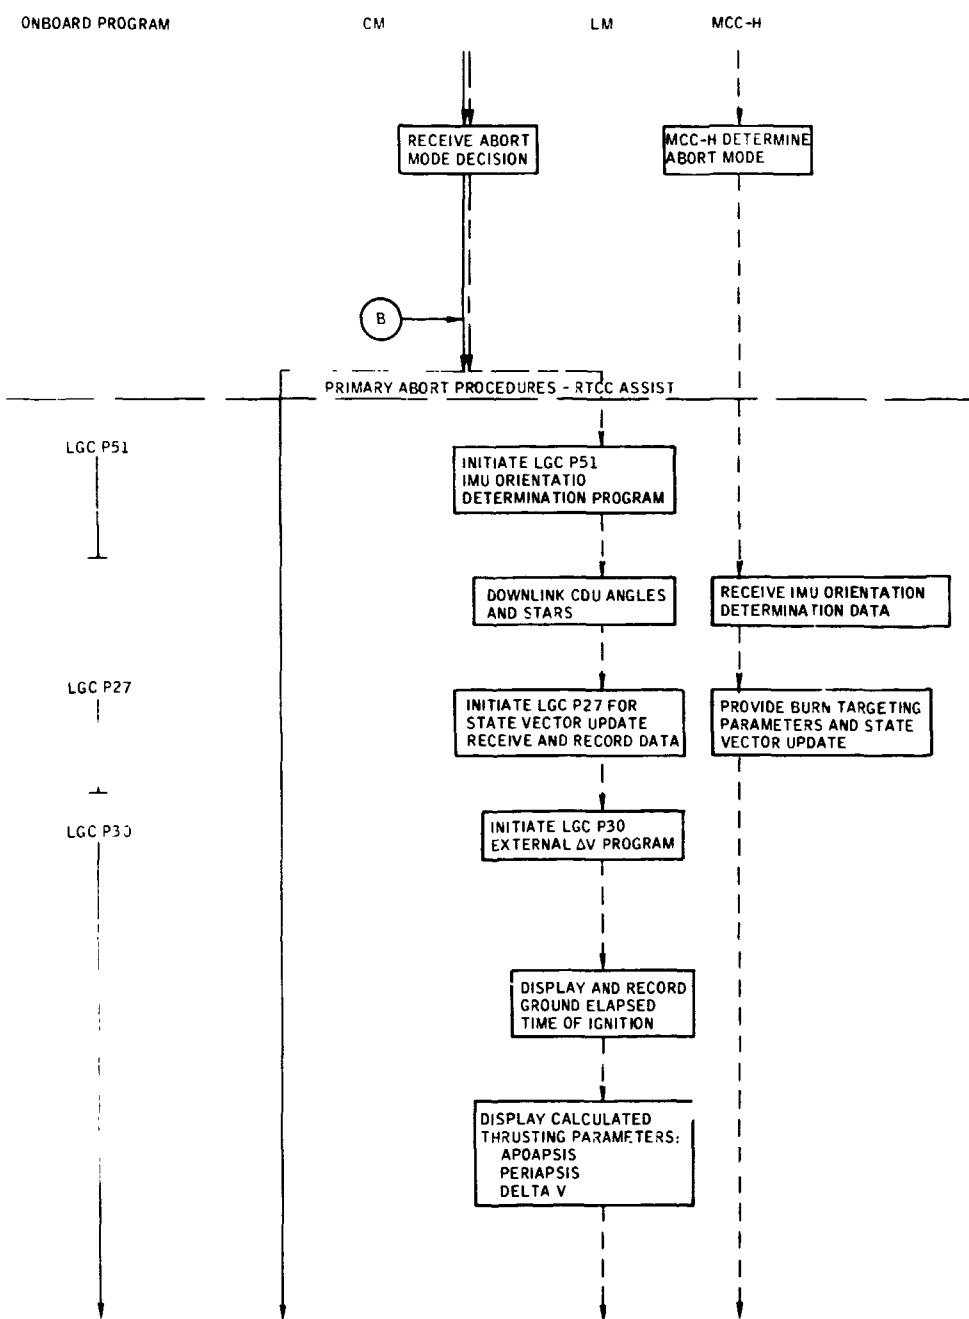 ONBOARD PROGRAM CM LM MCC-H
RECEIVE ABORT
MODE DECISION
MCC-H DETERMINE
ABORT MODE
B
PRIMARY ABORT PROCEDURES - RTCC ASSIST
LGC P51
INITIATE LGC P51
IMU ORIENTATIO
DETERMINATION PROGRAM
DOWNLINK CDU ANGLES
AND STARS
RECEIVE IMU ORIENTATION
DETERMINATION DATA
LGC P27
INITIATE LGC P27 FOR
STATE VECTOR UPDATE
RECEIVE AND RECORD DATA
PROVIDE BURN TARGETING
PARAMETERS AND STATE
VECTOR UPDATE
LGC P30
INITIATE LGC P30
EXTERNAL ΔV PROGRAM
DISPLAY AND RECORD
GROUND ELAPSED
TIME OF IGNITION
DISPLAY CALCULATED
THRUSTING PARAMETERS:
APOAPSIS
PERIAPSIS
DELTA V